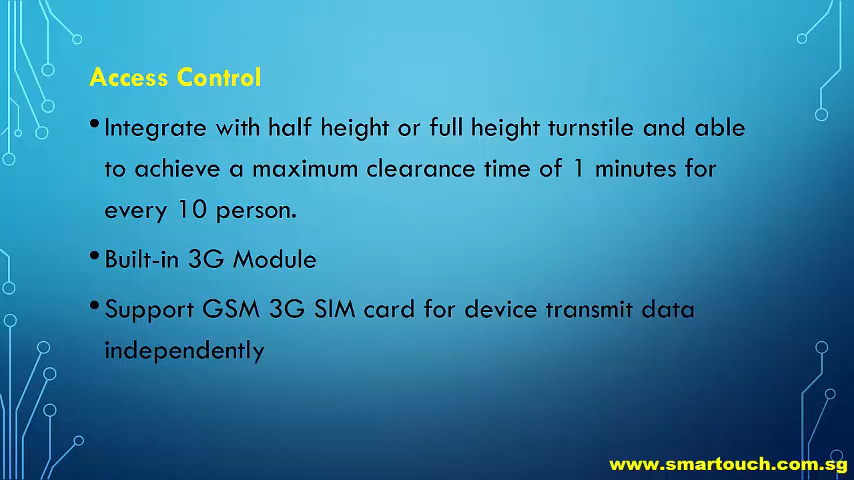 Access Control
•Integrate with half height or full height turnstile and able
to achieve a maximum clearance time of 1 minutes for
every 10 person.
•Built-in 3G Module
•Support GSM 3G SIM card for device transmit data
independently
www.smartouch.com.sg